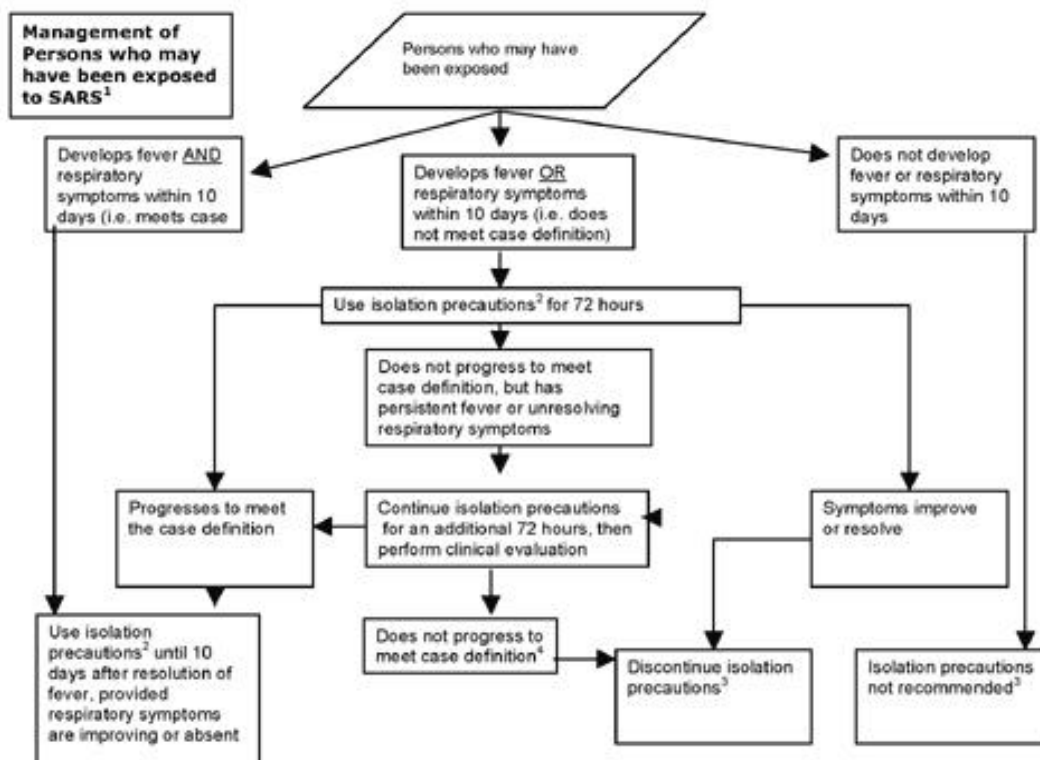 Management of
Persons who may
have been exposed
to SARS1
Persons who may have
been exposed
Develops fever AND
respiratory
symptoms within 10
days (i.e. meets case
Develops fever OR
respiratory symptoms
within 10 days (i.e. does
not meet case definition)
Does not develop
fever or respiratory
symptoms within 10
days
Use isolation precautions2 for 72 hours
Does not progress to meet
case definition, but has
persistent fever or unresolving
respiratory symptoms
Progresses to meet
the case definition
Continue isolation precautions
for an additional 72 hours, then
perform clinical evaluation
Symptoms improve
or resolve
Use isolation
precautions2 until 10
days after resolution of
fever, provided
respiratory symptoms
are improving or absent
Does not progress to
meet case definition4
Discontinue isolation
precautions3
Isolation precautions
not recommended3